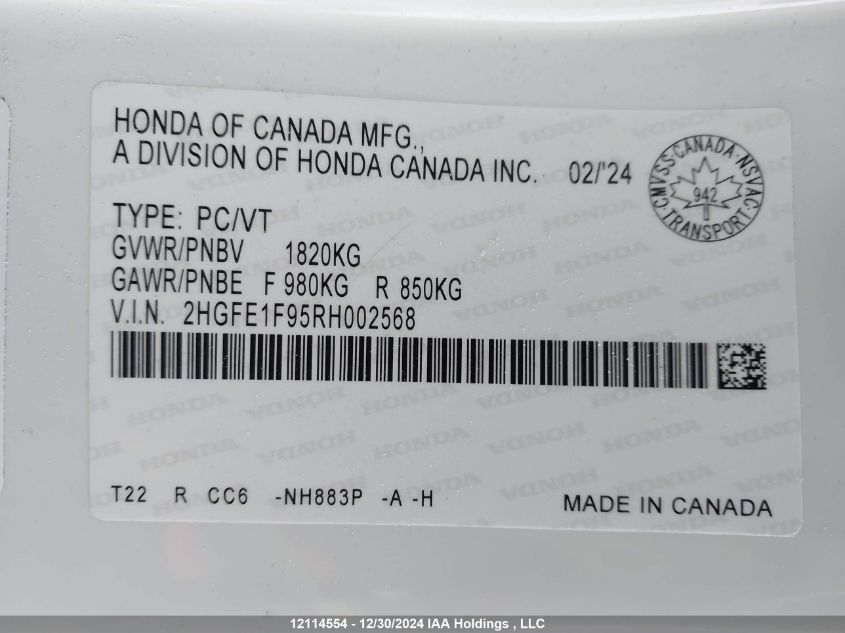 HONDA OF CANADA MFG.,
A DIVISION OF HONDA CANADA INC. 02/'24
CMVSS·CANADA·NSVAC·TRANSPORT·
942
TYPE: PC/VT
GVWR/PNBV 1820KG
GAWR/PNBE F 980KG R 850KG
V.I.N. 2HGFE1F95RH002568
T22 R CC6 -NH883P -A -H
MADE IN CANADA
12114554 - 12/30/2024 IAA Holdings , LLC